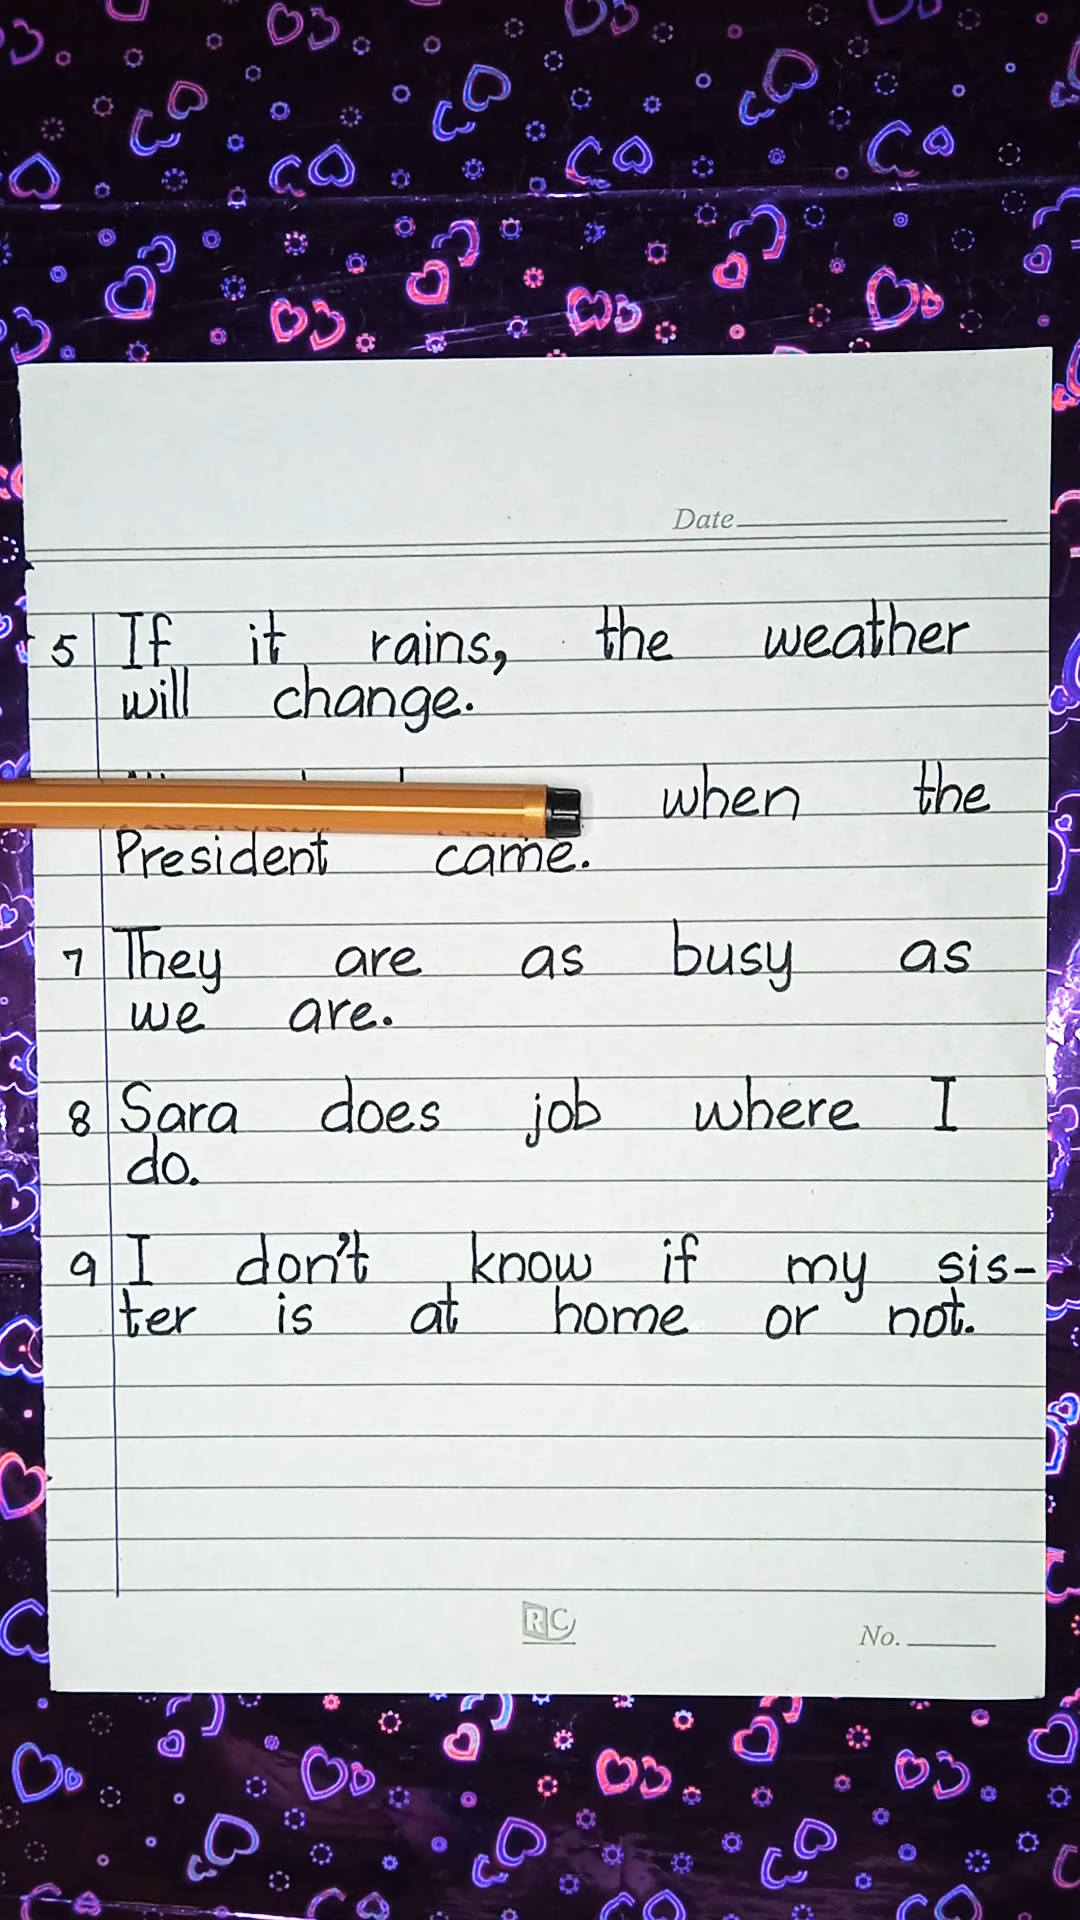 Date
5 If it rains, the weather
will change.
when the
President came.
7 They are as busy as
we are.
8 Sara does job where I
do.
9 I don't know if my sis-
ter is at home or not.
RC
No.